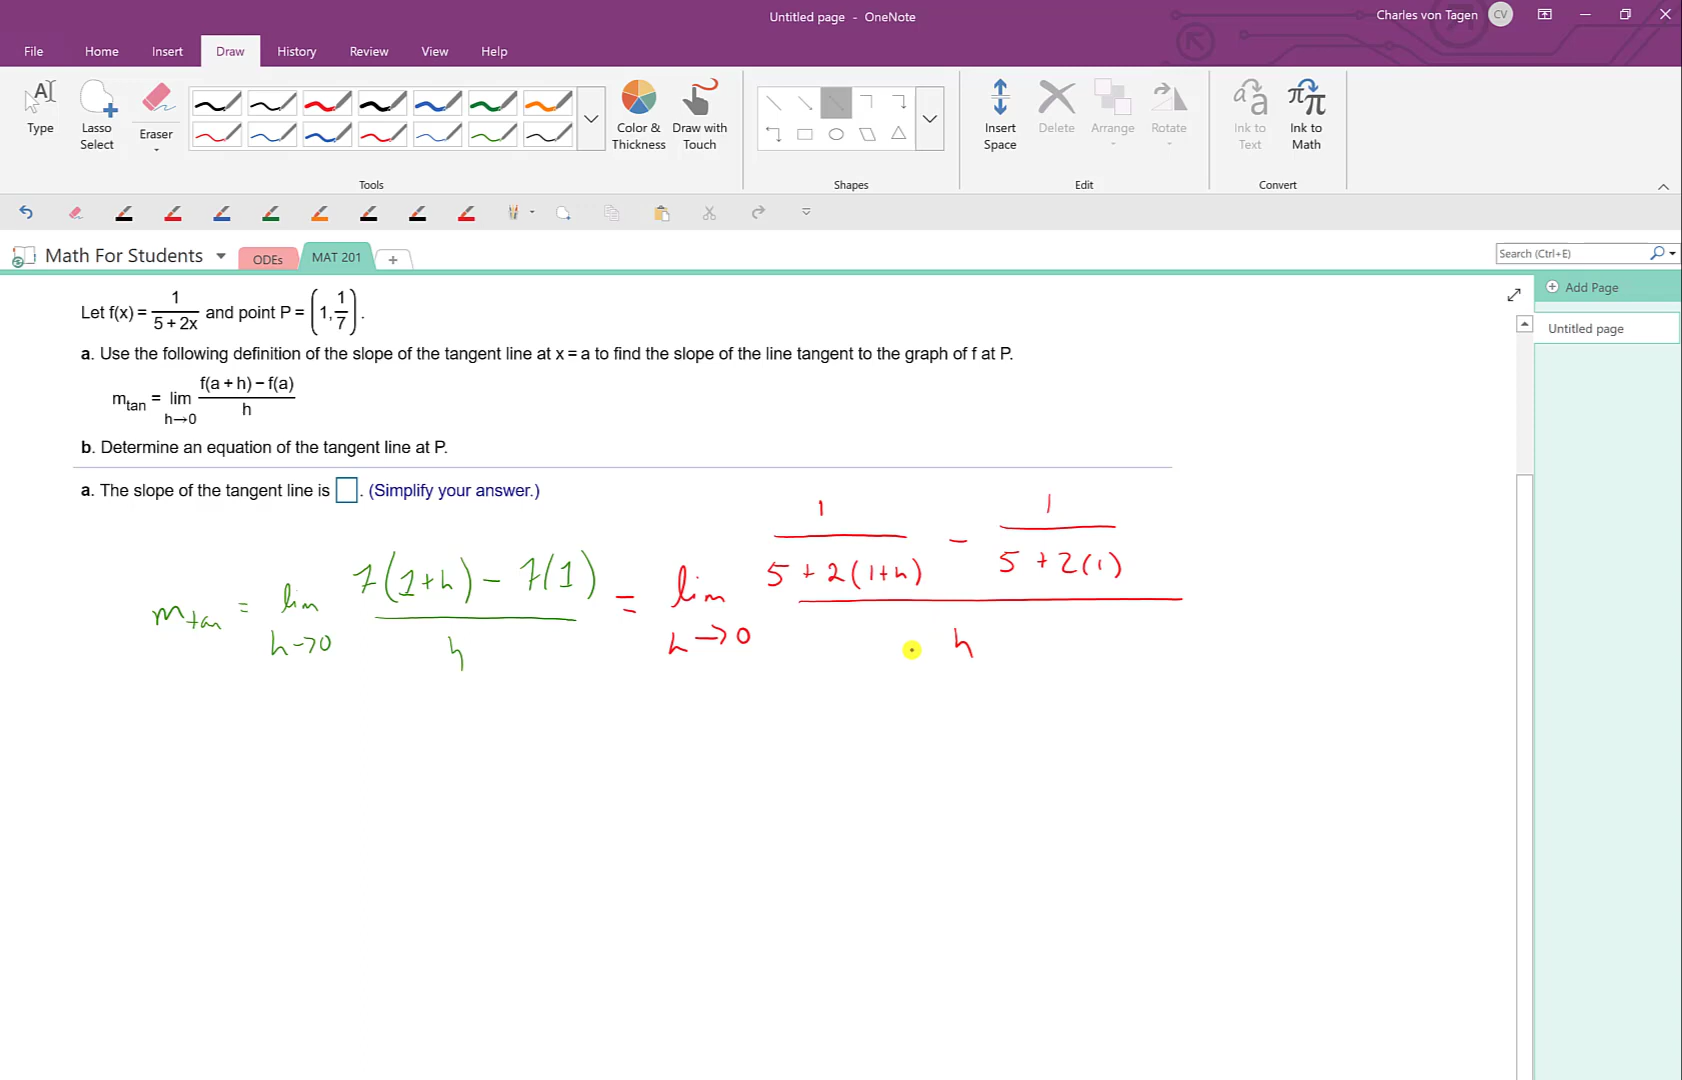 Untitled page - OneNote
Charles von Tagen CV
File Home Insert Draw History Review View Help
Type
Lasso Select
Eraser
Color & Thickness
Draw with Touch
Insert Space
Delete
Arrange
Rotate
Ink to Text
Ink to Math
Tools Shapes Edit Convert
Math For Students ODEs MAT 201 +
Search (Ctrl+E)
Add Page
Untitled page
Let f(x) = 1/(5 + 2x) and point P = (1, 1/7).
a. Use the following definition of the slope of the tangent line at x = a to find the slope of the line tangent to the graph of f at P.
m_tan = lim h→0 (f(a + h) − f(a))/h
b. Determine an equation of the tangent line at P.
a. The slope of the tangent line is . (Simplify your answer.)
m_tan = lim h→0 (7(1+h) − 7(1))/h = lim h→0 (1/(5 + 2(1+h)) − 1/(5 + 2(1)))/h